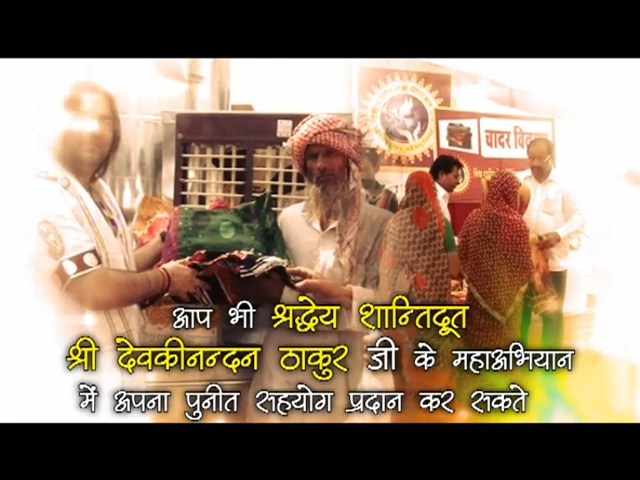 चादर
आप भी श्रद्धेय शान्तिदूत
श्री देवकीनन्दन ठाकुर जी के महाअभियान
में अपना पुनीत सहयोग प्रदान कर सकते